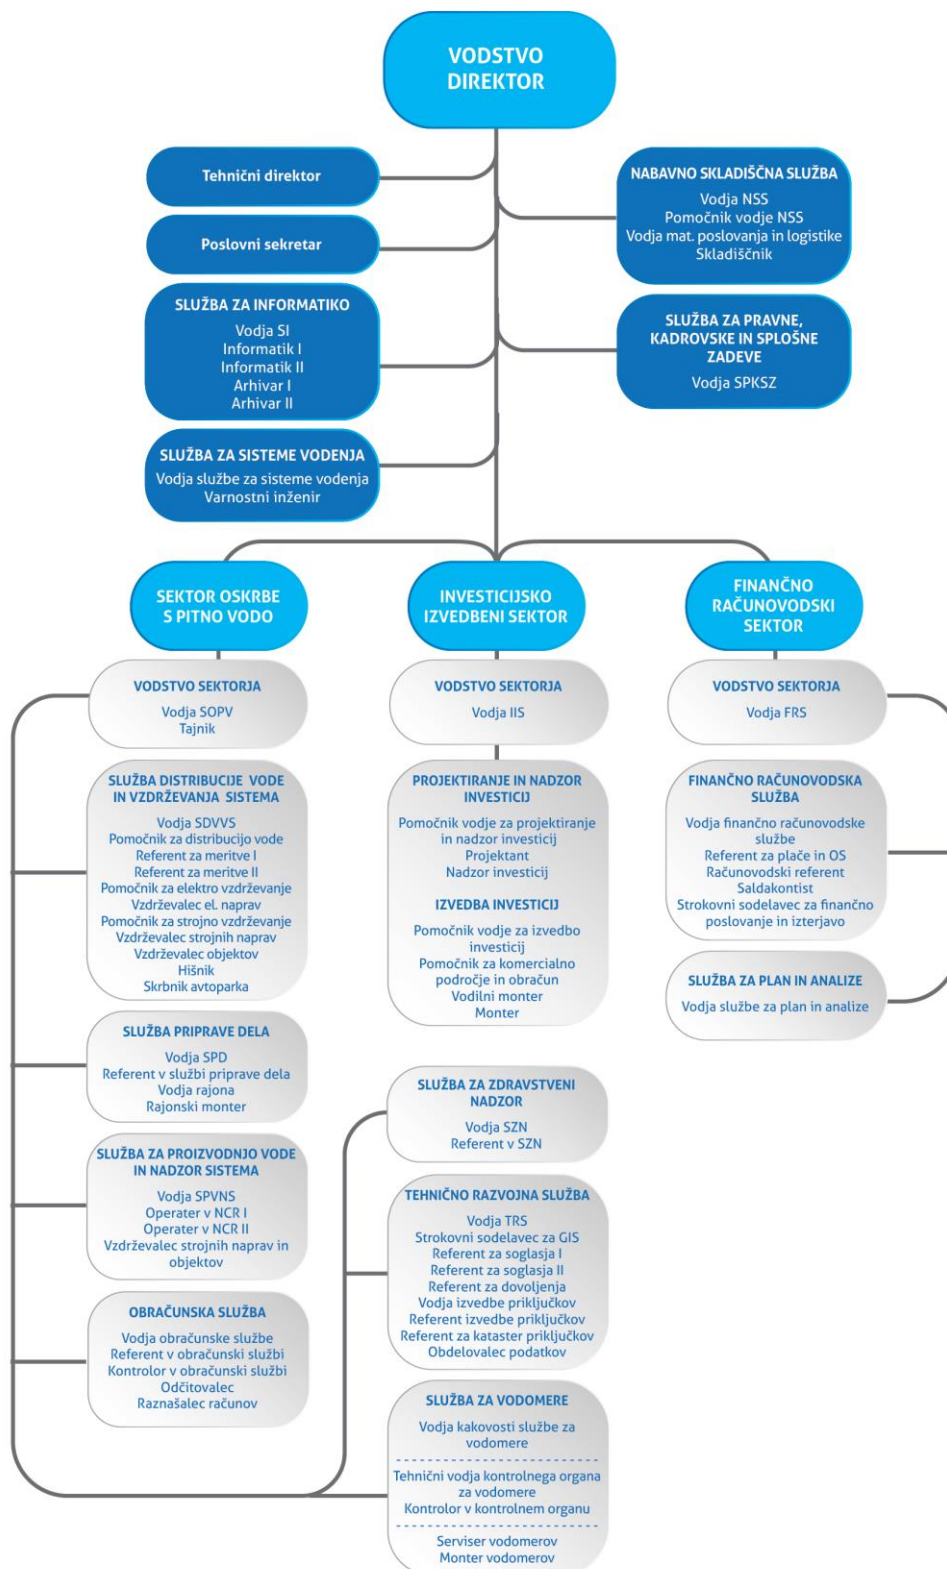 VODSTVO
DIREKTOR
Tehnični direktor
Poslovni sekretar
SLUŽBA ZA INFORMATIKO
Vodja SI
Informatik I
Informatik II
Arhivar I
Arhivar II
SLUŽBA ZA SISTEME VODENJA
Vodja službe za sisteme vodenja
Varnostni inženir
NABAVNO SKLADIŠČNA SLUŽBA
Vodja NSS
Pomočnik vodje NSS
Vodja mat. poslovanja in logistike
Skladiščnik
SLUŽBA ZA PRAVNE,
KADROVSKE IN SPLOŠNE
ZADEVE
Vodja SPKSZ
SEKTOR OSKRBE
S PITNO VODO
VODSTVO SEKTORJA
Vodja SOPV
Tajnik
SLUŽBA DISTRIBUCIJE VODE
IN VZDRŽEVANJA SISTEMA
Vodja SDVVS
Pomočnik za distribucijo vode
Referent za meritve I
Referent za meritve II
Pomočnik za elektro vzdrževanje
Vzdrževalec el. naprav
Pomočnik za strojno vzdrževanje
Vzdrževalec strojnih naprav
Vzdrževalec objektov
Hišnik
Skrbnik avtoparka
SLUŽBA PRIPRAVE DELA
Vodja SPD
Referent v službi priprave dela
Vodja rajona
Rajonski monter
SLUŽBA ZA PROIZVODNJO VODE
IN NADZOR SISTEMA
Vodja SPVNS
Operater v NCR I
Operater v NCR II
Vzdrževalec strojnih naprav in
objektov
OBRAČUNSKA SLUŽBA
Vodja obračunske službe
Referent v obračunski službi
Kontrolor v obračunski službi
Odčitovalec
Raznašalec računov
INVESTICIJSKO
IZVEDBENI SEKTOR
VODSTVO SEKTORJA
Vodja IIS
PROJEKTIRANJE IN NADZOR
INVESTICIJ
Pomočnik vodje za projektiranje
in nadzor investicij
Projektant
Nadzor investicij
IZVEDBA INVESTICIJ
Pomočnik vodje za izvedbo
investicij
Pomočnik za komercialno
področje in obračun
Vodilni monter
Monter
SLUŽBA ZA ZDRAVSTVENI
NADZOR
Vodja SZN
Referent v SZN
TEHNIČNO RAZVOJNA SLUŽBA
Vodja TRS
Strokovni sodelavec za GIS
Referent za soglasja I
Referent za soglasja II
Referent za dovoljenja
Vodja izvedbe priključkov
Referent izvedbe priključkov
Referent za kataster priključkov
Obdelovalec podatkov
SLUŽBA ZA VODOMERE
Vodja kakovosti službe za
vodomere
Tehnični vodja kontrolnega organa
za vodomere
Kontrolor v kontrolnem organu
Serviser vodomerov
Monter vodomerov
FINANČNO
RAČUNOVODSKI
SEKTOR
VODSTVO SEKTORJA
Vodja FRS
FINANČNO RAČUNOVODSKA
SLUŽBA
Vodja finančno računovodske
službe
Referent za plače in OS
Računovodski referent
Saldakontist
Strokovni sodelavec za finančno
poslovanje in izterjavo
SLUŽBA ZA PLAN IN ANALIZE
Vodja službe za plan in analize